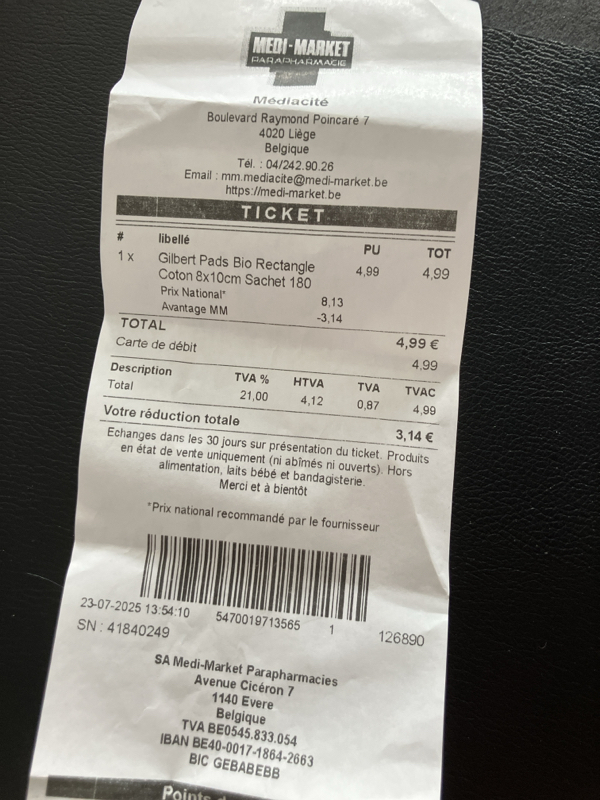 MEDI-MARKET
PARAPHARMACIE
Médiacité
Boulevard Raymond Poincaré 7
4020 Liége
Belgique
Tél. : 04/242.90.26
Email : mm.mediacite@medi-market.be
https://medi-market.be
TICKET
# libellé PU TOT
1 x Gilbert Pads Bio Rectangle 4,99 4,99
Coton 8x10cm Sachet 180
Prix National* 8,13
Avantage MM -3,14
TOTAL 4,99 €
Carte de débit 4,99
Description TVA % HTVA TVA TVAC
Total 21,00 4,12 0,87 4,99
Votre réduction totale 3,14 €
Echanges dans les 30 jours sur présentation du ticket. Produits
en état de vente uniquement (ni abîmés ni ouverts). Hors
alimentation, laits bébé et bandagisterie.
Merci et à bientôt
*Prix national recommandé par le fournisseur
23-07-2025 13:54:10 5470019713565 1 126890
SN : 41840249
SA Medi-Market Parapharmacies
Avenue Cicéron 7
1140 Evere
Belgique
TVA BE0545.833.054
IBAN BE40-0017-1864-2663
BIC GEBABEBB
Points